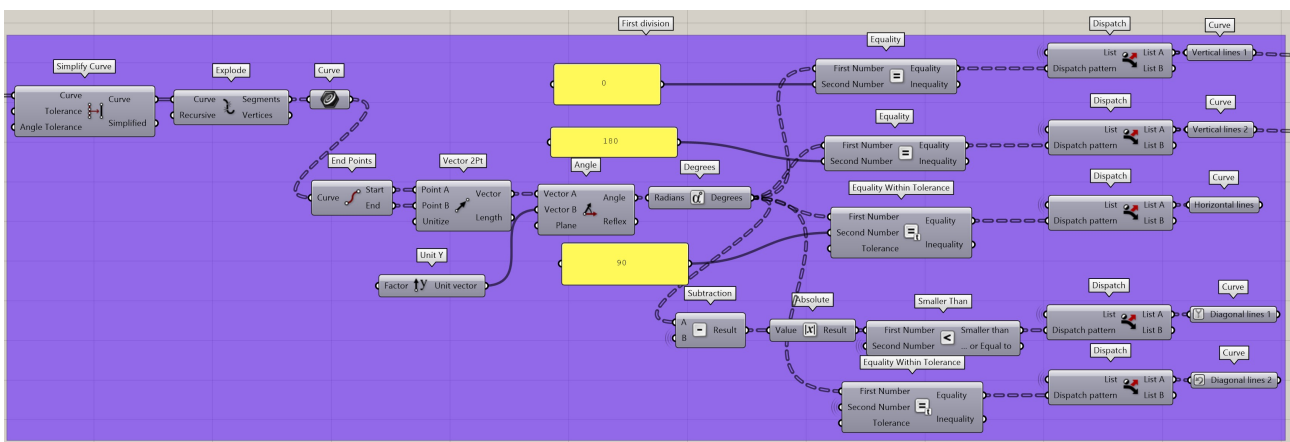 First division
Simplify Curve
Curve
Tolerance
Angle Tolerance
Curve
Simplified
Explode
Curve
Recursive
Segments
Vertices
Curve
End Points
Curve
Start
End
Vector 2Pt
Point A
Point B
Unitize
Vector
Length
Unit Y
Factor
y
Unit vector
Angle
Vector A
Vector B
Plane
Angle
Reflex
Degrees
Radians
α°
Degrees
0
180
90
Equality
First Number
Second Number
=
Equality
Inequality
Dispatch
List
Dispatch pattern
List A
List B
Curve
Vertical lines 1
Equality
First Number
Second Number
=
Equality
Inequality
Dispatch
List
Dispatch pattern
List A
List B
Curve
Vertical lines 2
Equality Within Tolerance
First Number
Second Number
Tolerance
=
Equality
Inequality
Dispatch
List
Dispatch pattern
List A
List B
Curve
Horizontal lines
Subtraction
A
B
-
Result
Absolute
Value
|x|
Result
Smaller Than
First Number
Second Number
<
Smaller than
... or Equal to
Dispatch
List
Dispatch pattern
List A
List B
Curve
Diagonal lines 1
Equality Within Tolerance
First Number
Second Number
Tolerance
=
Equality
Inequality
Dispatch
List
Dispatch pattern
List A
List B
Curve
Diagonal lines 2